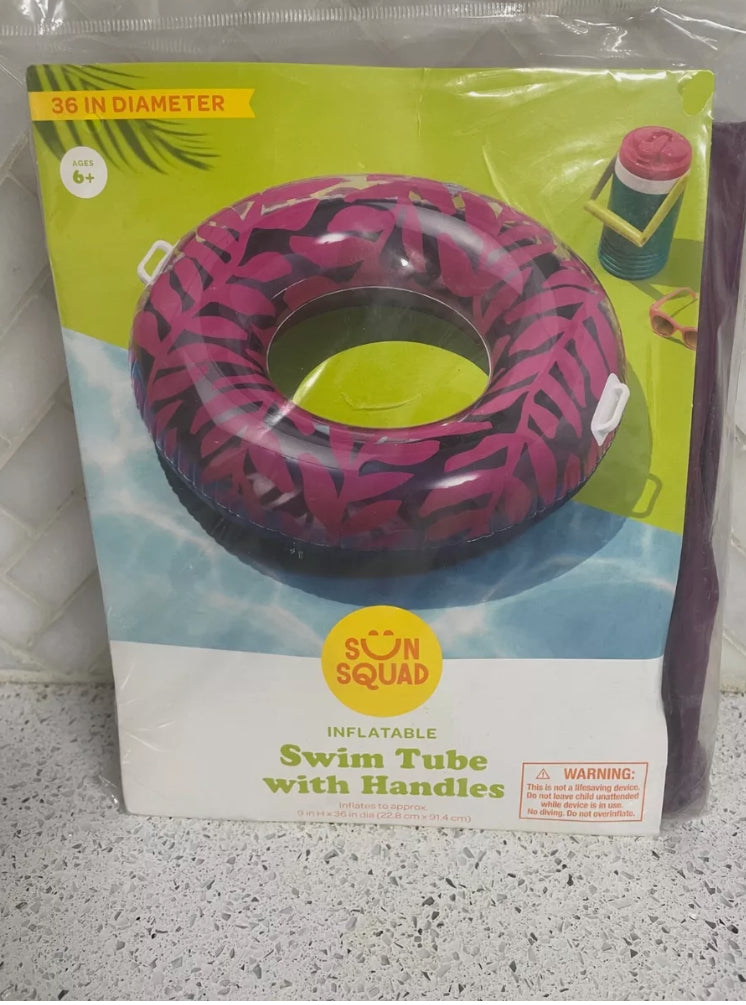 36 IN DIAMETER
AGES
6+
SUN
SQUAD
INFLATABLE
Swim Tube
with Handles
Inflates to approx.
9 in H x 36 in dia (22.8 cm x 91.4 cm)
⚠ WARNING:
This is not a lifesaving device.
Do not leave child unattended
while device is in use.
No diving. Do not overinflate.